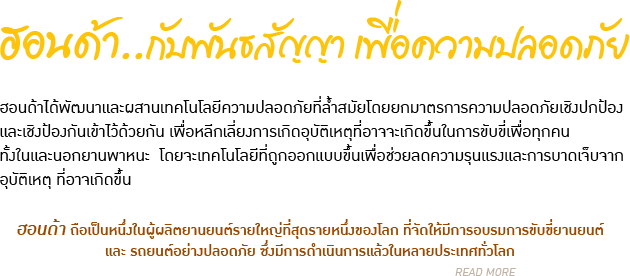 ฮอนด้า..กับพันธสัญญา เพื่อความปลอดภัย
ฮอนด้าได้พัฒนาและผสานเทคโนโลยีความปลอดภัยที่ล้ำสมัยโดยยกมาตรการความปลอดภัยเชิงปกป้อง
และเชิงป้องกันเข้าไว้ด้วยกัน เพื่อหลีกเลี่ยงการเกิดอุบัติเหตุที่อาจจะเกิดขึ้นในการขับขี่เพื่อทุกคน
ทั้งในและนอกยานพาหนะ โดยจะเทคโนโลยีที่ถูกออกแบบขึ้นเพื่อช่วยลดความรุนแรงและการบาดเจ็บจาก
อุบัติเหตุ ที่อาจเกิดขึ้น
ฮอนด้า ถือเป็นหนึ่งในผู้ผลิตยานยนต์รายใหญ่ที่สุดรายหนึ่งของโลก ที่จัดให้มีการอบรมการขับขี่ยานยนต์
และ รถยนต์อย่างปลอดภัย ซึ่งมีการดำเนินการแล้วในหลายประเทศทั่วโลก
READ MORE